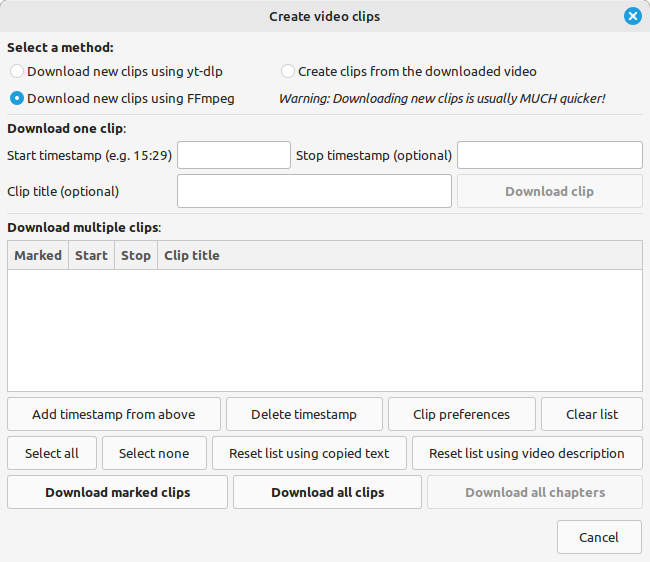 Create video clips
Select a method:
Download new clips using yt-dlp
Create clips from the downloaded video
Download new clips using FFmpeg
Warning: Downloading new clips is usually MUCH quicker!
Download one clip:
Start timestamp (e.g. 15:29)
Stop timestamp (optional)
Clip title (optional)
Download clip
Download multiple clips:
Marked Start Stop Clip title
Add timestamp from above
Delete timestamp
Clip preferences
Clear list
Select all
Select none
Reset list using copied text
Reset list using video description
Download marked clips
Download all clips
Download all chapters
Cancel